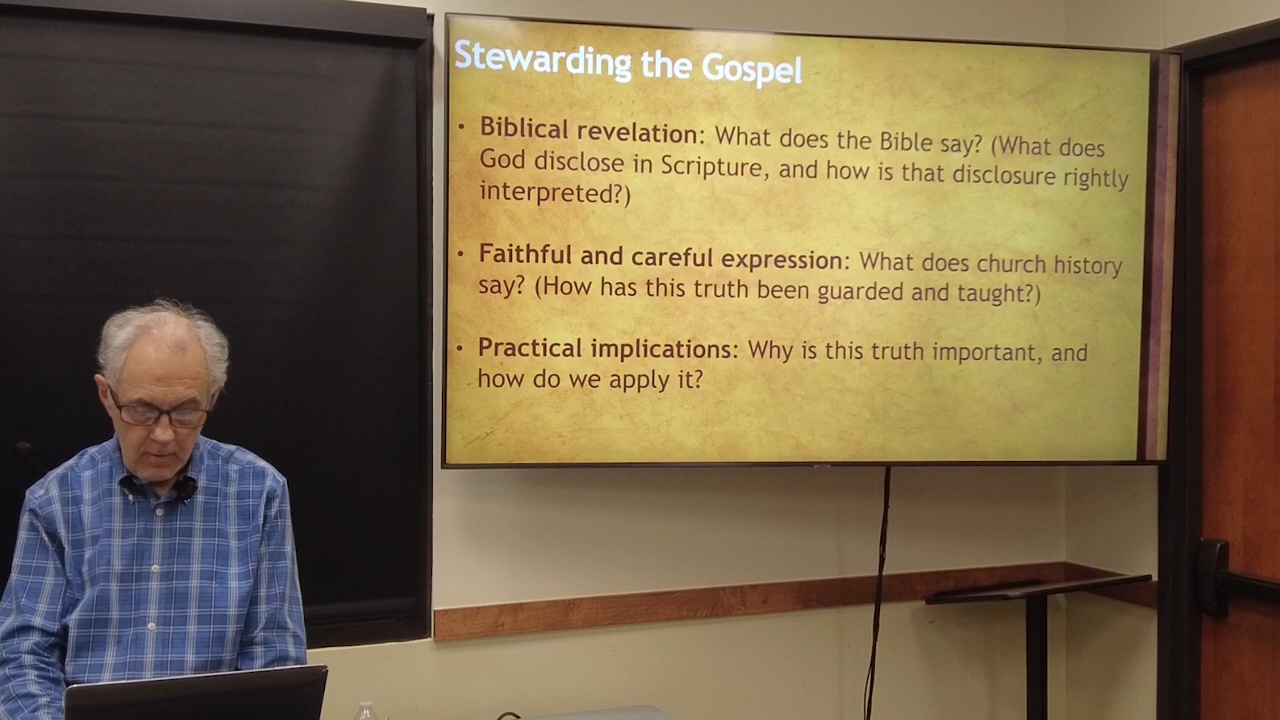 Stewarding the Gospel
• Biblical revelation: What does the Bible say? (What does
God disclose in Scripture, and how is that disclosure rightly
interpreted?)
• Faithful and careful expression: What does church history
say? (How has this truth been guarded and taught?)
• Practical implications: Why is this truth important, and
how do we apply it?